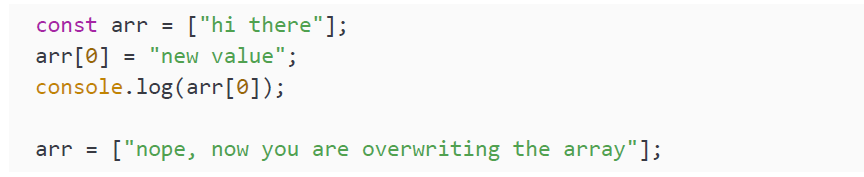 const arr = ["hi there"];
arr[0] = "new value";
console.log(arr[0]);
arr = ["nope, now you are overwriting the array"];